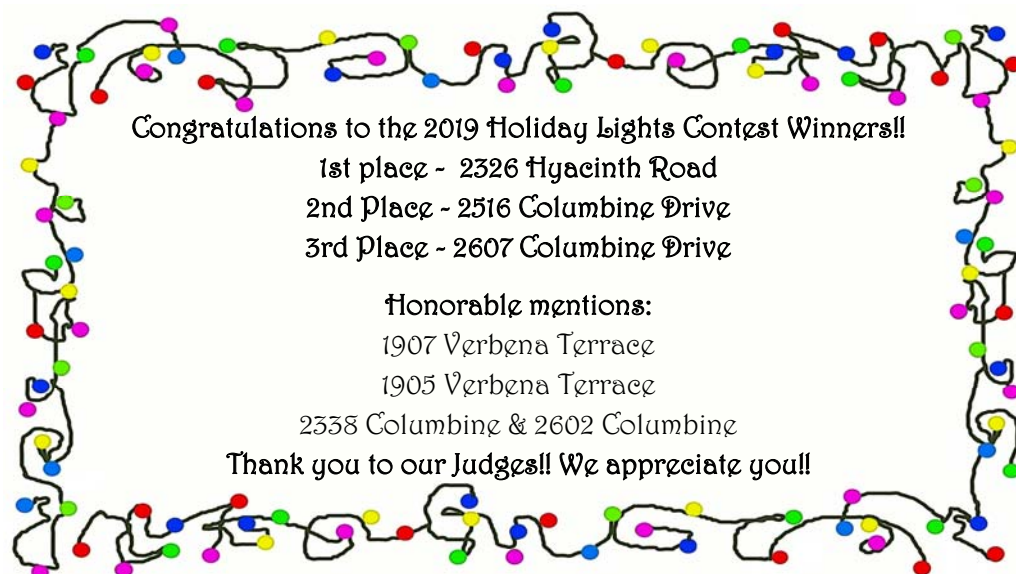 Congratulations to the 2019 Holiday Lights Contest Winners!!
1st place - 2326 Hyacinth Road
2nd Place - 2516 Columbine Drive
3rd Place - 2607 Columbine Drive
Honorable mentions:
1907 Verbena Terrace
1905 Verbena Terrace
2338 Columbine & 2602 Columbine
Thank you to our Judges!! We appreciate you!!